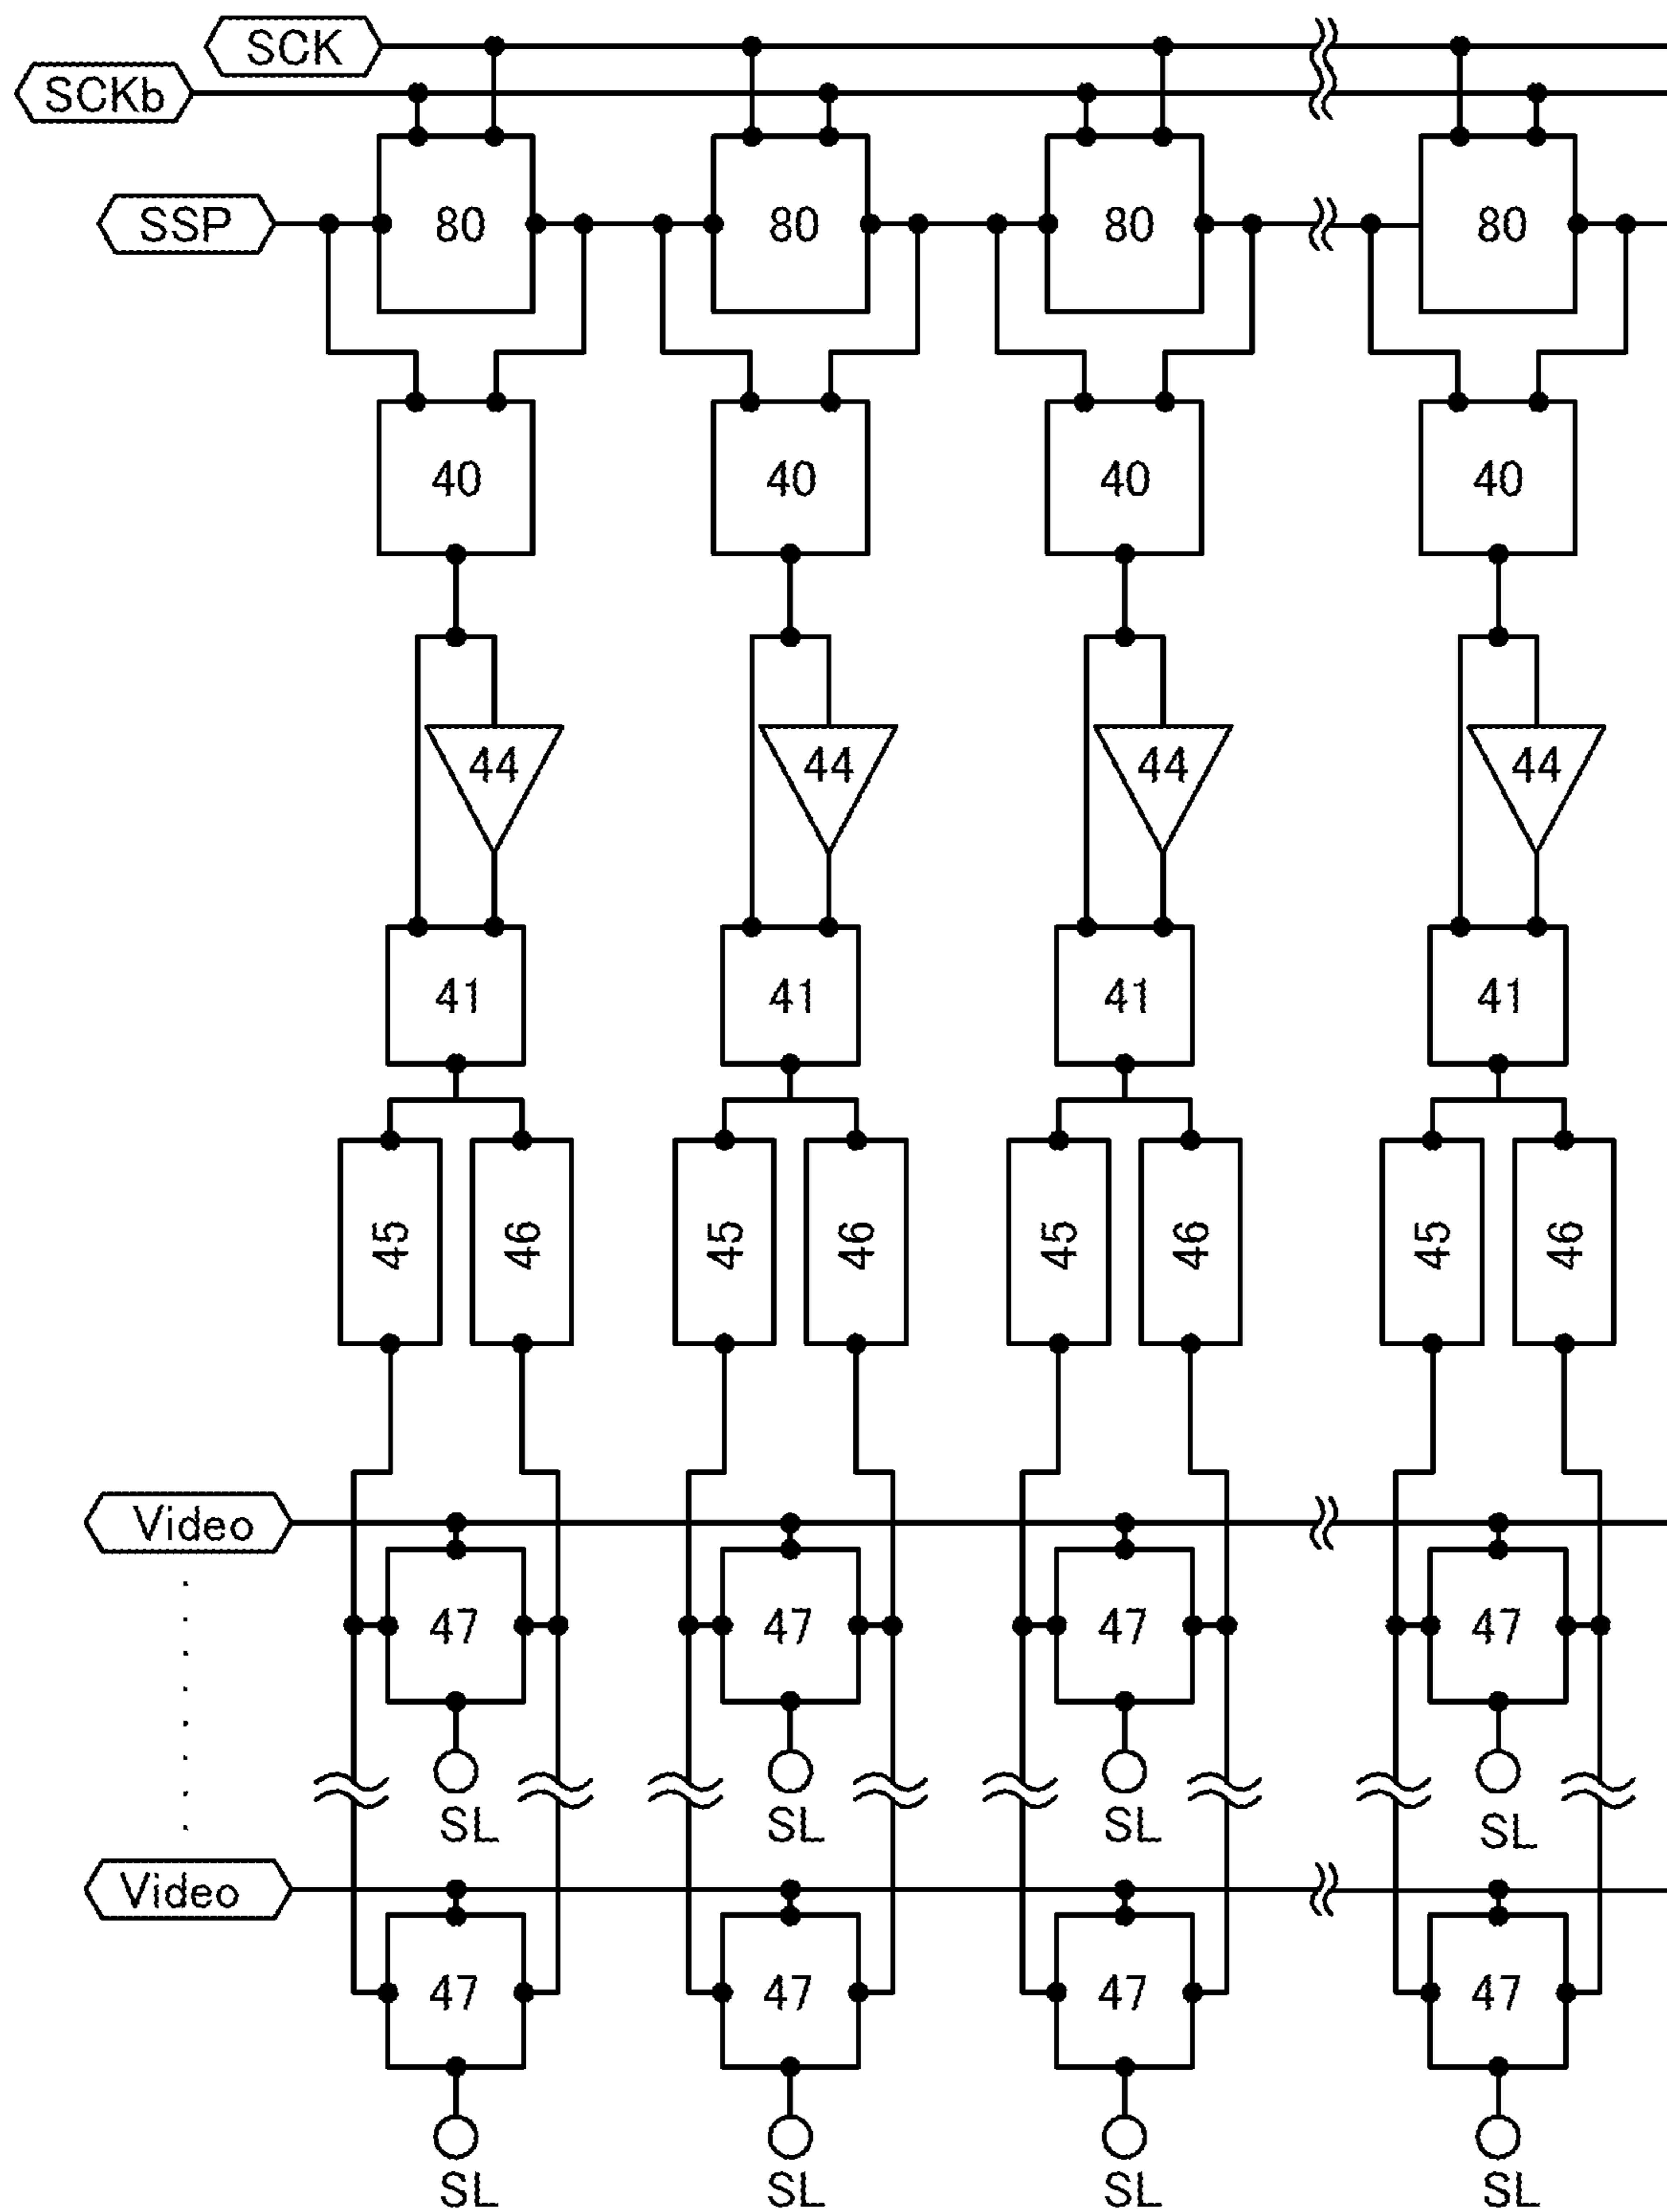 SCK
SCKb
SSP
80 80 80 80
40 40 40 40
44 44 44 44
41 41 41 41
45 46 45 46 45 46 45 46
Video
47 47 47 47
SL SL SL SL
Video
47 47 47 47
SL SL SL SL